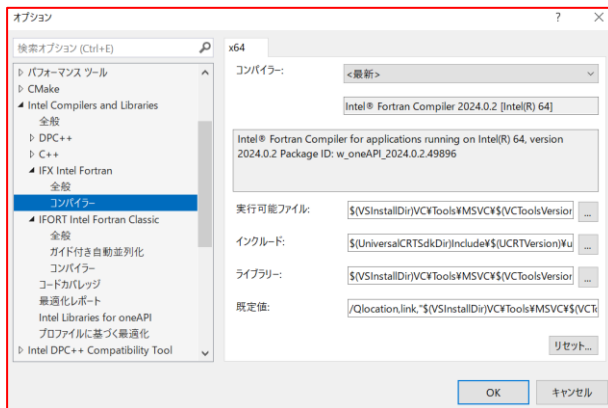 オプション
? ×
検索オプション (Ctrl+E)
パフォーマンス ツール
CMake
Intel Compilers and Libraries
全般
DPC++
C++
IFX Intel Fortran
全般
コンパイラー
IFORT Intel Fortran Classic
全般
ガイド付き自動並列化
コンパイラー
コードカバレッジ
最適化レポート
Intel Libraries for oneAPI
プロファイルに基づく最適化
Intel DPC++ Compatibility Tool
x64
コンパイラー:
<最新>
Intel® Fortran Compiler 2024.0.2 [Intel(R) 64]
Intel® Fortran Compiler for applications running on Intel(R) 64, version
2024.0.2 Package ID: w_oneAPI_2024.0.2.49896
実行可能ファイル:
$(VSInstallDir)VC¥Tools¥MSVC¥$(VCToolsVersion
...
インクルード:
$(UniversalCRTSdkDir)Include¥$(UCRTVersion)¥u
...
ライブラリー:
$(VSInstallDir)VC¥Tools¥MSVC¥$(VCToolsVersion
...
既定値:
/Qlocation,link,"$(VSInstallDir)VC¥Tools¥MSVC¥$(VCTo
リセット...
OK
キャンセル